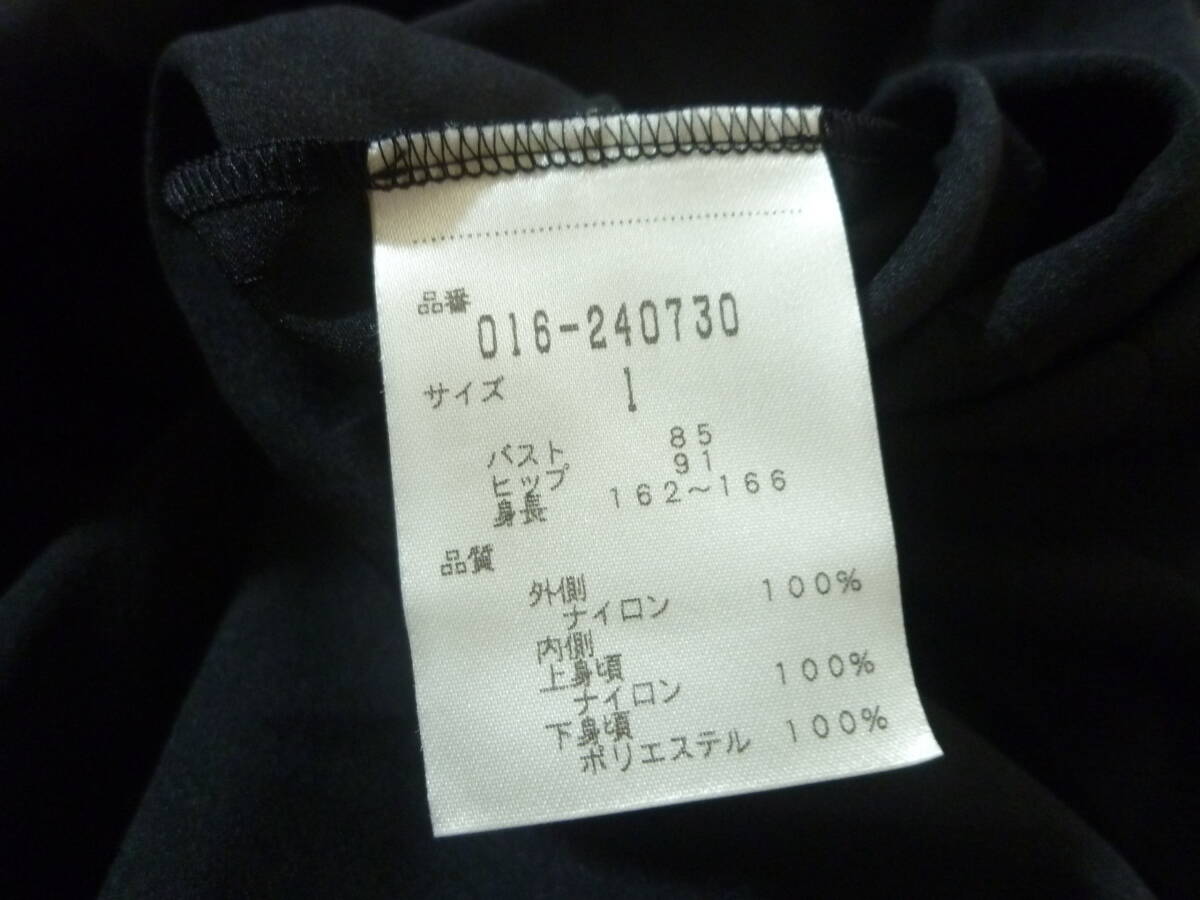 品番
016-240730
サイズ 1
バスト 85
ヒップ 91
身長 162～166
品質
外側
ナイロン 100%
内側
上身頃
ナイロン 100%
下身頃
ポリエステル 100%